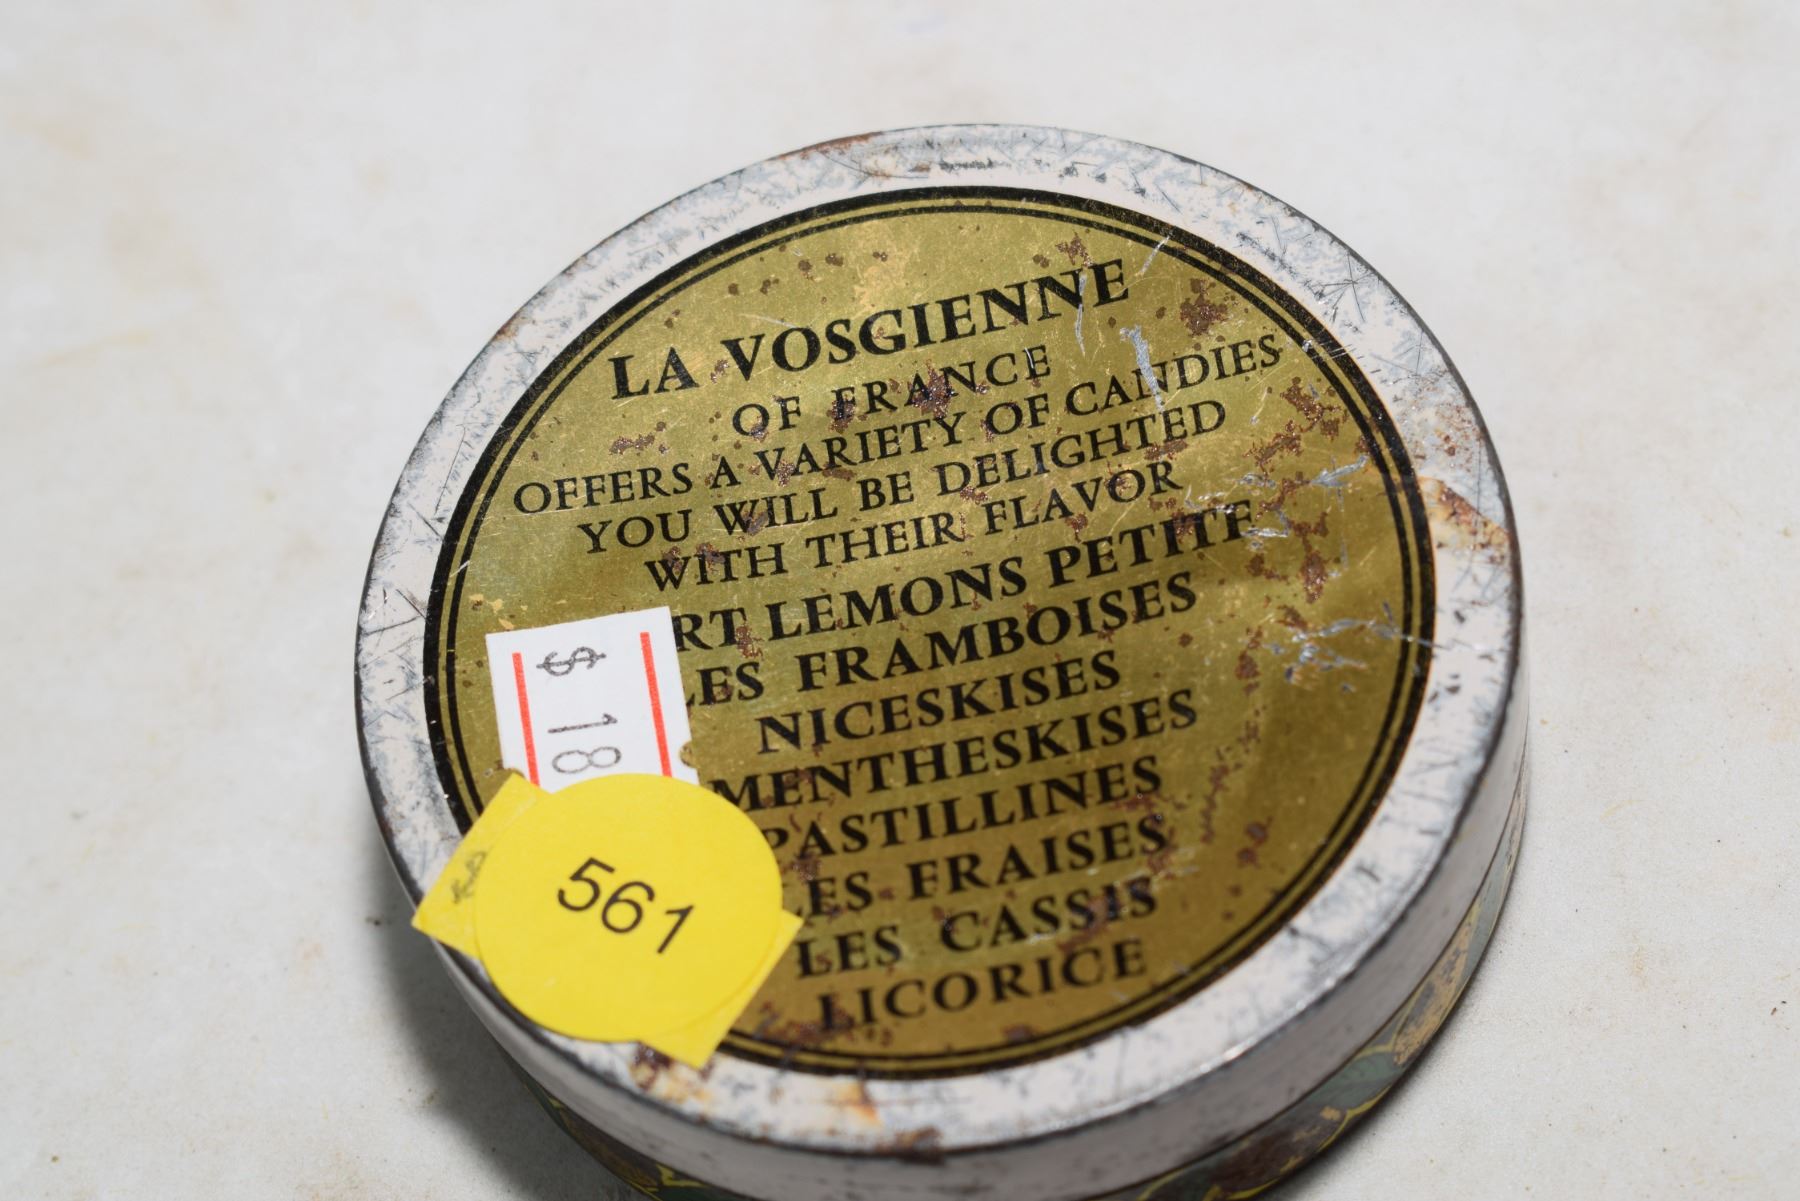 LA VOSGIENNE
OF FRANCE
OFFERS A VARIETY OF CANDIES
YOU WILL BE DELIGHTED
WITH THEIR FLAVOR
RT LEMONS PETITE
LES FRAMBOISES
NICESKISES
MENTHESKISES
PASTILLINES
LES FRAISES
LES CASSIS
LICORICE
$ 18
561